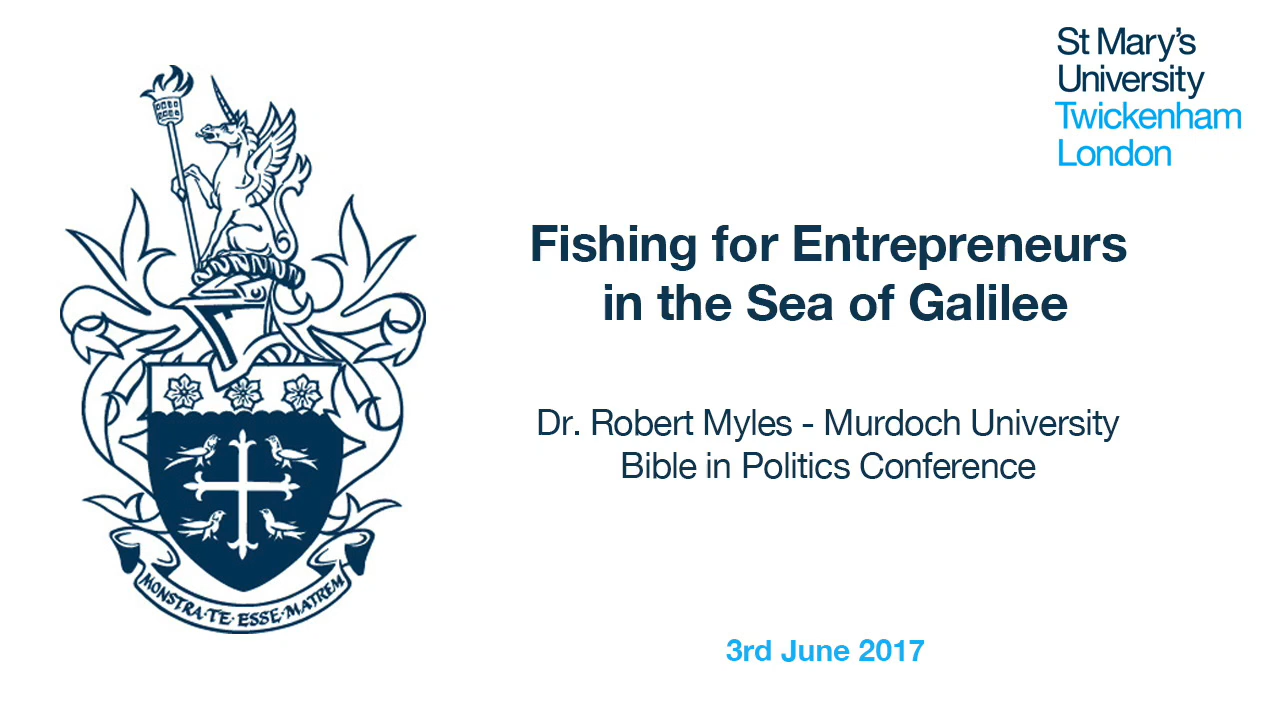 St Mary's
University
Twickenham
London
Fishing for Entrepreneurs
in the Sea of Galilee
Dr. Robert Myles - Murdoch University
Bible in Politics Conference
MONSTRA·TE·ESSE·MATREM
3rd June 2017